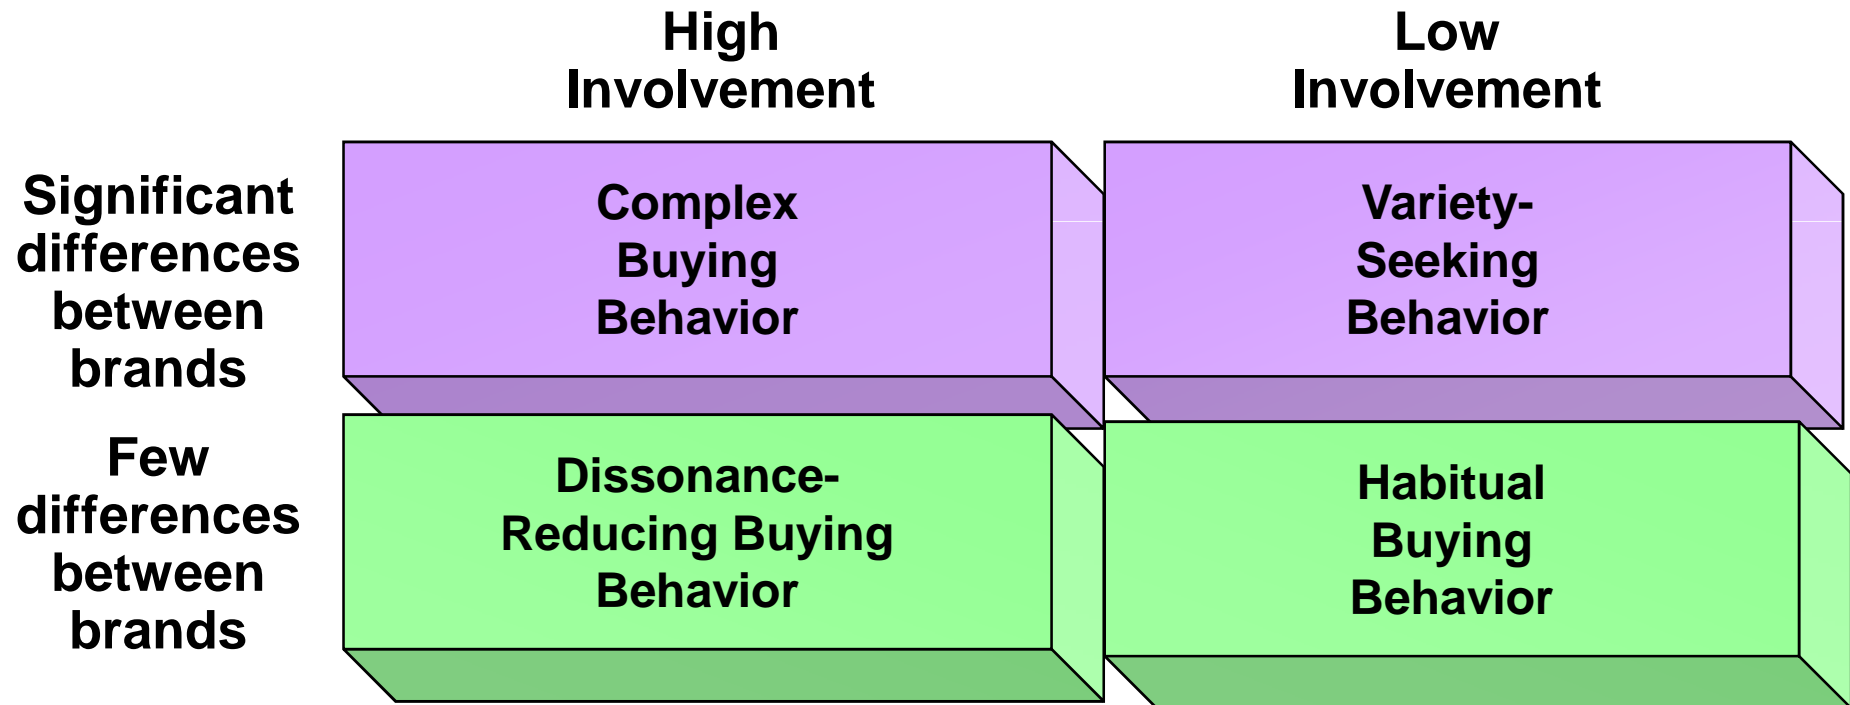 High
Involvement
Low
Involvement
Significant
differences
between
brands
Complex
Buying
Behavior
Variety-
Seeking
Behavior
Few
differences
between
brands
Dissonance-
Reducing Buying
Behavior
Habitual
Buying
Behavior